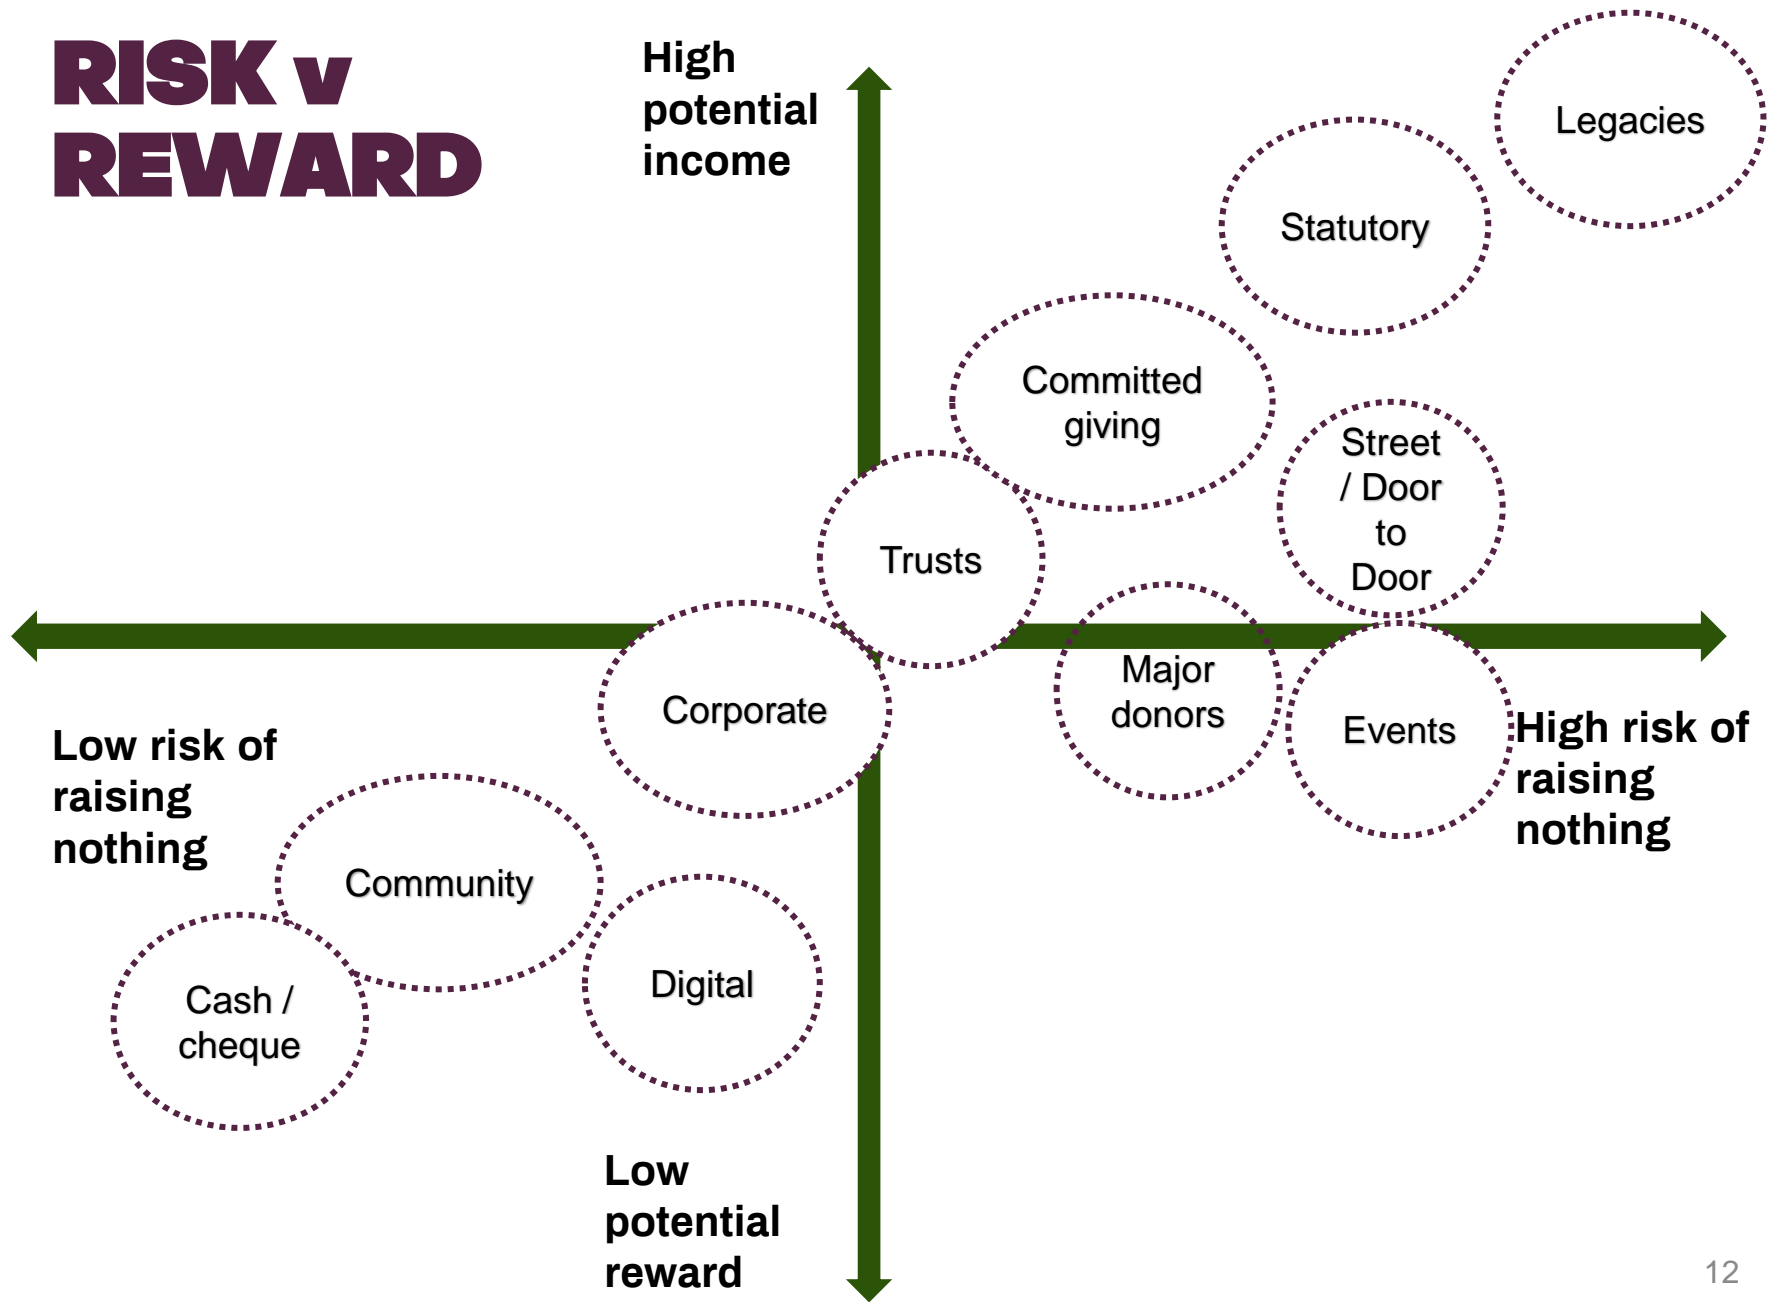 RISK v
REWARD
High
potential
income
Legacies
Statutory
Committed
giving
Street
/ Door
to
Door
Trusts
Major
donors
Corporate
Events
Low risk of
raising
nothing
High risk of
raising
nothing
Community
Digital
Cash /
cheque
Low
potential
reward
12